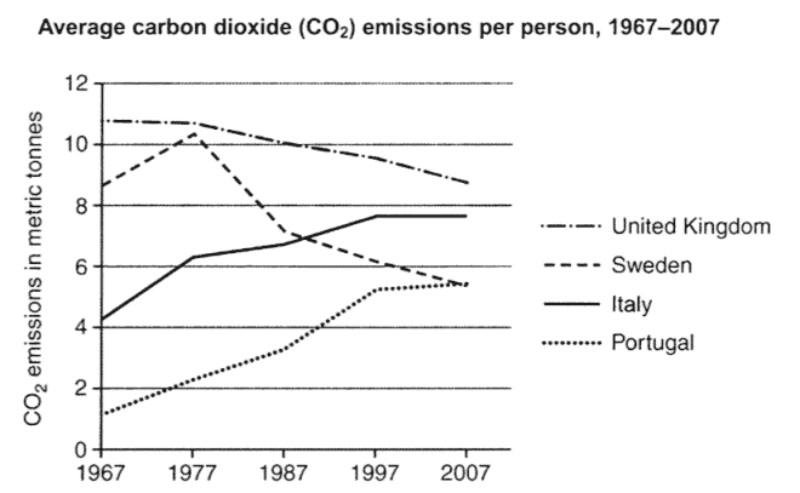 Average carbon dioxide (CO₂) emissions per person, 1967–2007
CO₂ emissions in metric tonnes
12
10
8
6
4
2
0
1967 1977 1987 1997 2007
United Kingdom
Sweden
Italy
Portugal